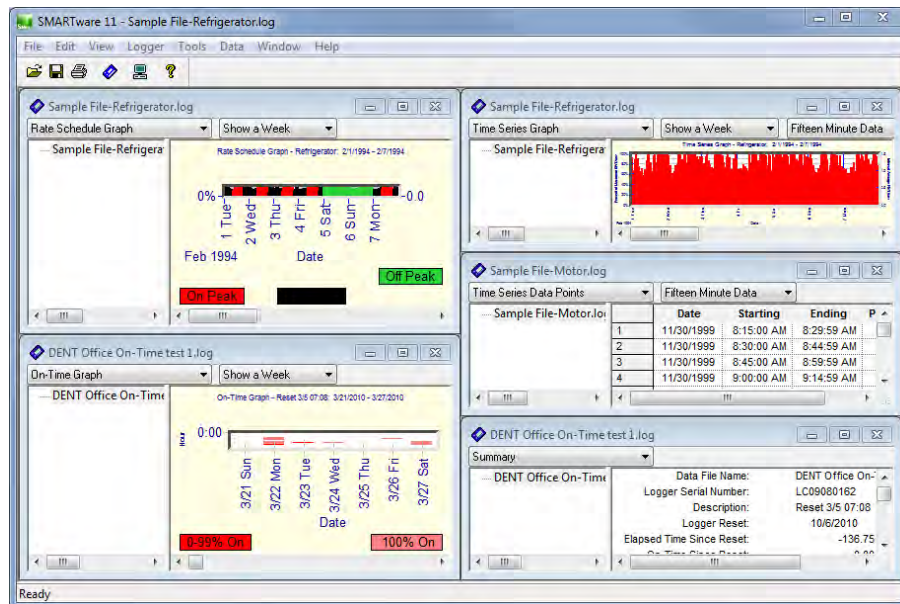 SMARTware 11 - Sample File-Refrigerator.log
File Edit View Logger Tools Data Window Help
Sample File-Refrigerator.log
Rate Schedule Graph Show a Week
Sample File-Refrigera
Rate Schedule Graph - Refrigerator: 2/1/1994 - 2/7/1994
0% 0.0
1 Tue 2 Wed 3 Thu 4 Fri 5 Sat 6 Sun 7 Mon
Feb 1994 Date
Off Peak
On Peak
Sample File-Refrigerator.log
Time Series Graph Show a Week Fifteen Minute Data
Sample File-Refrigera
Time Series Graph - Refrigerator: 2/1/1994 - 2/7/1994
Sample File-Motor.log
Time Series Data Points Fifteen Minute Data
Sample File-Motor.lo
Date Starting Ending P
1 11/30/1999 8:15:00 AM 8:29:59 AM
2 11/30/1999 8:30:00 AM 8:44:59 AM
3 11/30/1999 8:45:00 AM 8:59:59 AM
4 11/30/1999 9:00:00 AM 9:14:59 AM
DENT Office On-Time test 1.log
On-Time Graph Show a Week
DENT Office On-Time
On-Time Graph - Reset 3/5 07:08: 3/21/2010 - 3/27/2010
Hour 0:00
3/21 Sun 3/22 Mon 3/23 Tue 3/24 Wed 3/25 Thu 3/26 Fri 3/27 Sat
Date
0-99% On 100% On
DENT Office On-Time test 1.log
Summary
DENT Office On-Time
Data File Name: DENT Office On-
Logger Serial Number: LC09080162
Description: Reset 3/5 07:08
Logger Reset: 10/6/2010
Elapsed Time Since Reset: -136.75
Ready